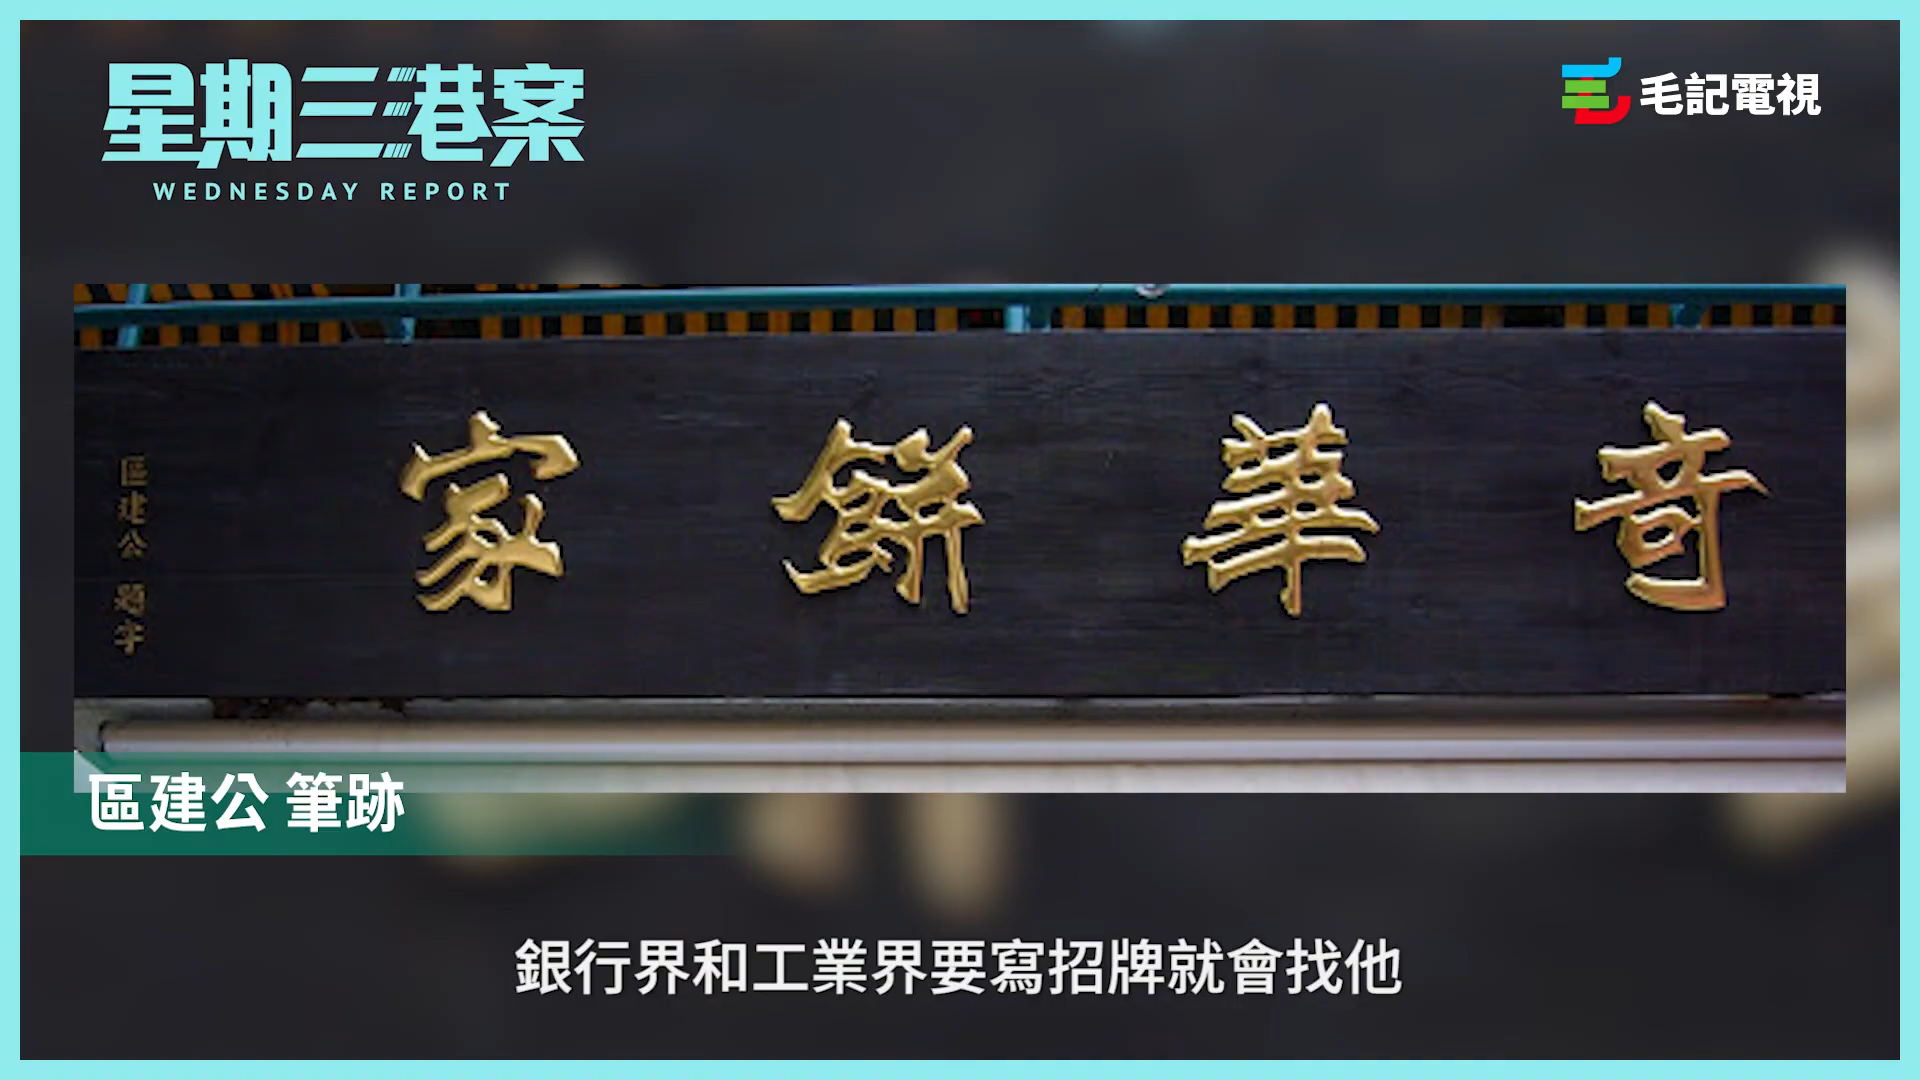 星期三港案
WEDNESDAY REPORT
毛記電視
奇華餅家
區建公題字
區建公 筆跡
銀行界和工業界要寫招牌就會找他